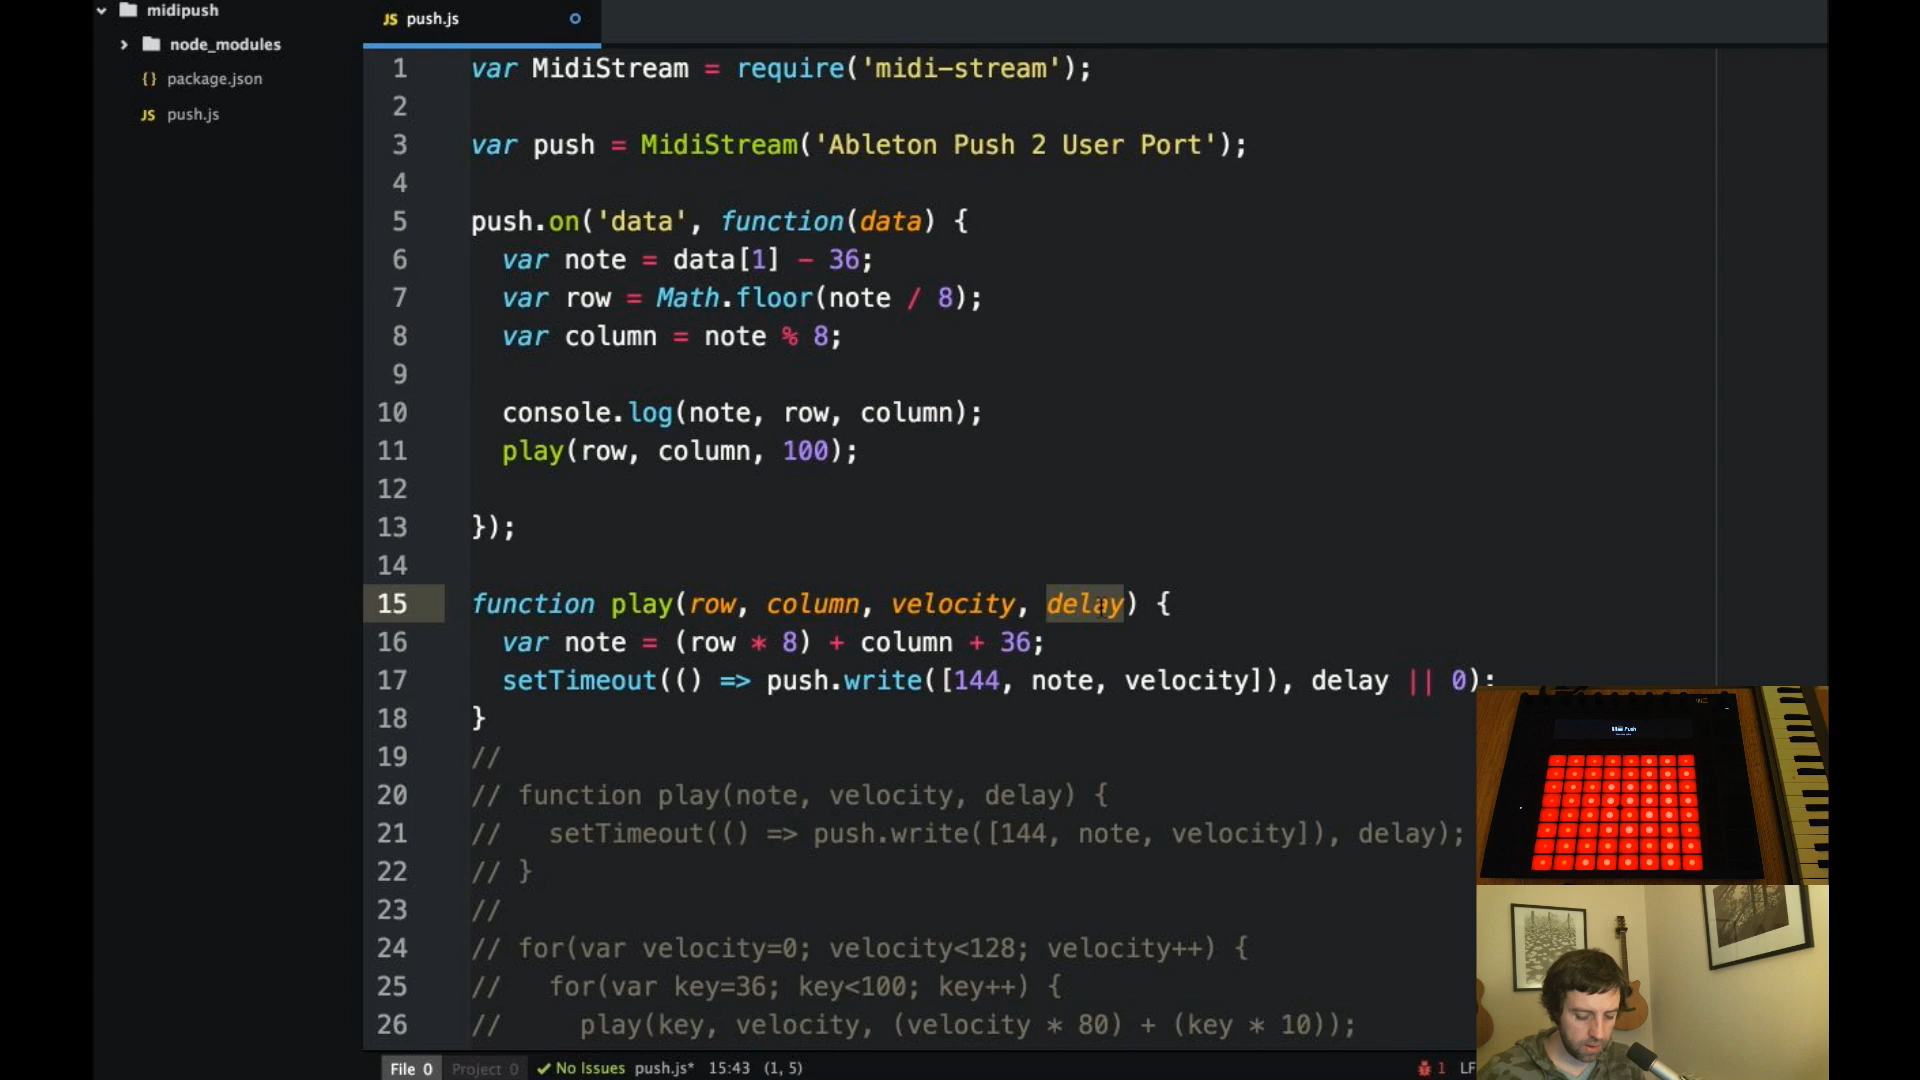 midipush
node_modules
package.json
JS push.js
JS push.js
1 var MidiStream = require('midi-stream');
2
3 var push = MidiStream('Ableton Push 2 User Port');
4
5 push.on('data', function(data) {
6 var note = data[1] - 36;
7 var row = Math.floor(note / 8);
8 var column = note % 8;
9
10 console.log(note, row, column);
11 play(row, column, 100);
12
13 });
14
15 function play(row, column, velocity, delay) {
16 var note = (row * 8) + column + 36;
17 setTimeout(() => push.write([144, note, velocity]), delay || 0);
18 }
19 //
20 // function play(note, velocity, delay) {
21 // setTimeout(() => push.write([144, note, velocity]), delay);
22 // }
23 //
24 // for(var velocity=0; velocity<128; velocity++) {
25 // for(var key=36; key<100; key++) {
26 // play(key, velocity, (velocity * 80) + (key * 10));
File 0 Project 0 No Issues push.js* 15:43 (1, 5) 1 LF